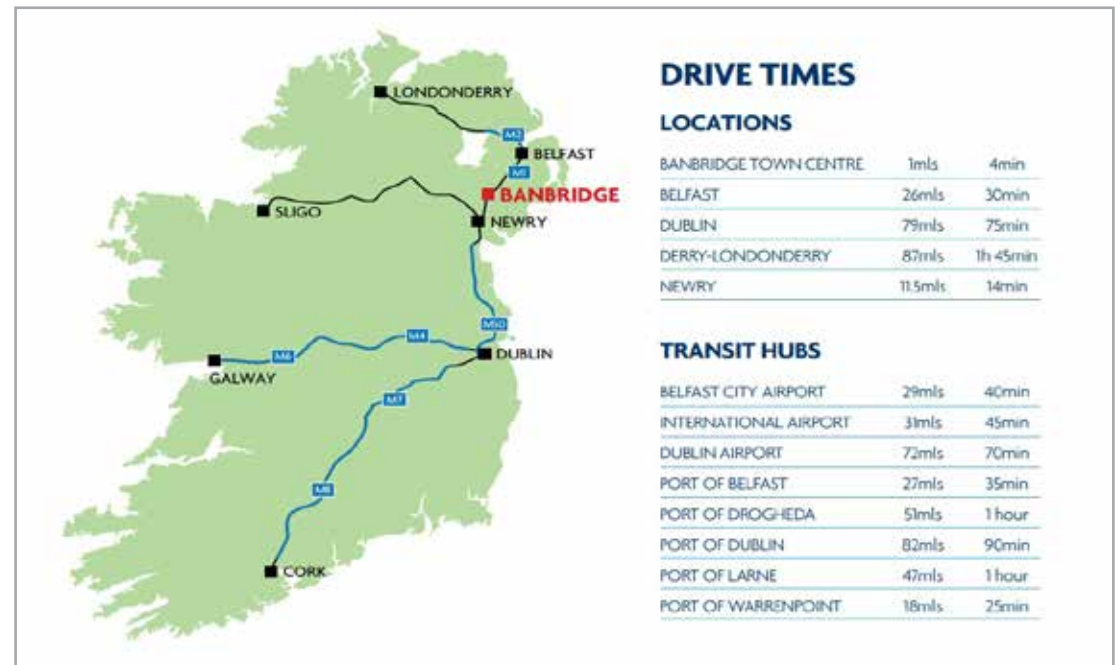 LONDONDERRY
M2
BELFAST
M1
BANBRIDGE
SLIGO
NEWRY
M50
M4
DUBLIN
M6
GALWAY
M7
M8
CORK
DRIVE TIMES
LOCATIONS
BANBRIDGE TOWN CENTRE 1mls 4min
BELFAST 26mls 30min
DUBLIN 79mls 75min
DERRY-LONDONDERRY 87mls 1h 45min
NEWRY 11.5mls 14min
TRANSIT HUBS
BELFAST CITY AIRPORT 29mls 40min
INTERNATIONAL AIRPORT 31mls 45min
DUBLIN AIRPORT 72mls 70min
PORT OF BELFAST 27mls 35min
PORT OF DROGHEDA 51mls 1 hour
PORT OF DUBLIN 82mls 90min
PORT OF LARNE 47mls 1 hour
PORT OF WARRENPOINT 18mls 25min